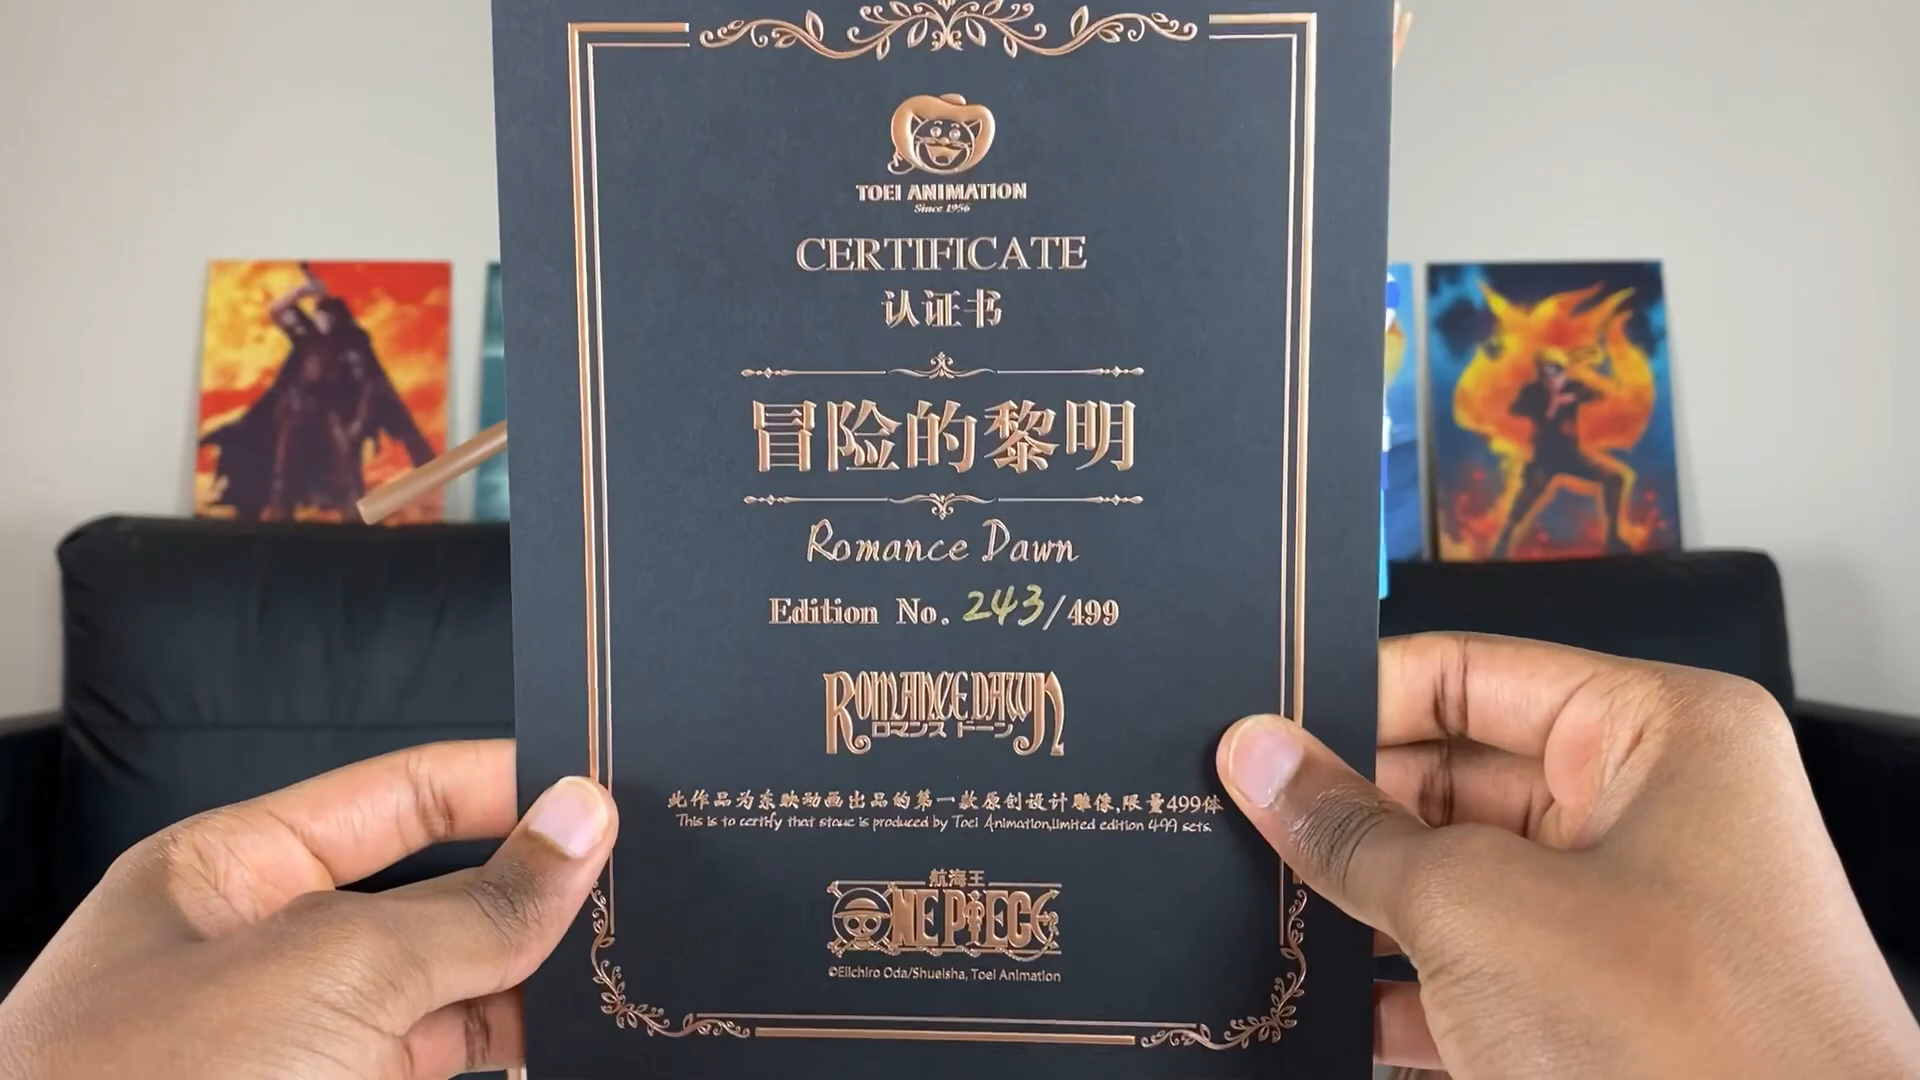 TOEI ANIMATION
Since 1956
CERTIFICATE
认证书
冒险的黎明
Romance Dawn
Edition No. 243/499
ROMANCE DAWN
ロマンス ドーン
此作品为东映动画出品的第一款原创设计雕像,限量499体
This is to certify that staue is produced by Toei Animation,limited edition 499 sets.
航海王
ONE PIECE
©Eiichiro Oda/Shueisha, Toei Animation